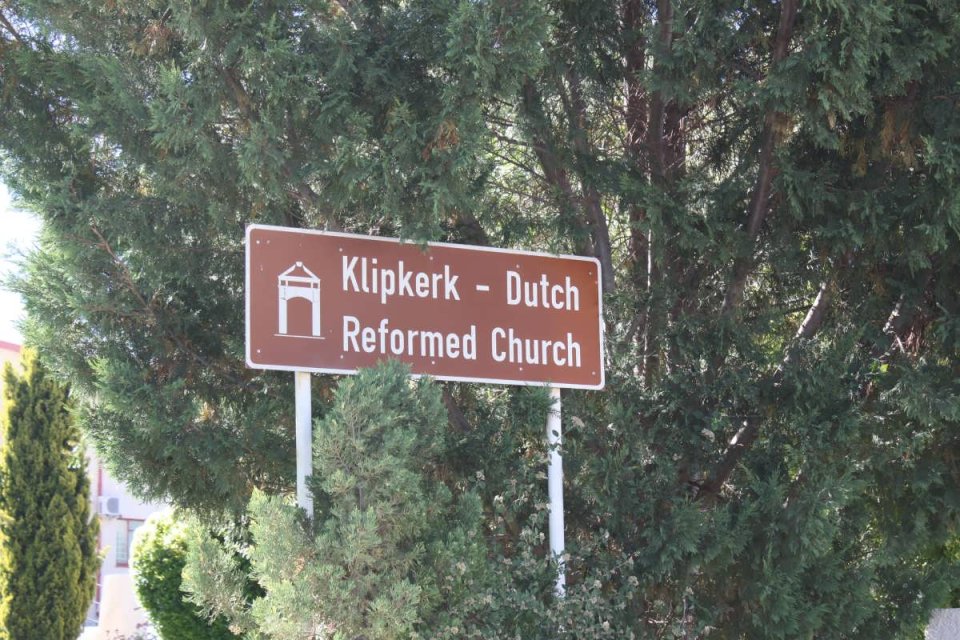 Klipkerk - Dutch
Reformed Church